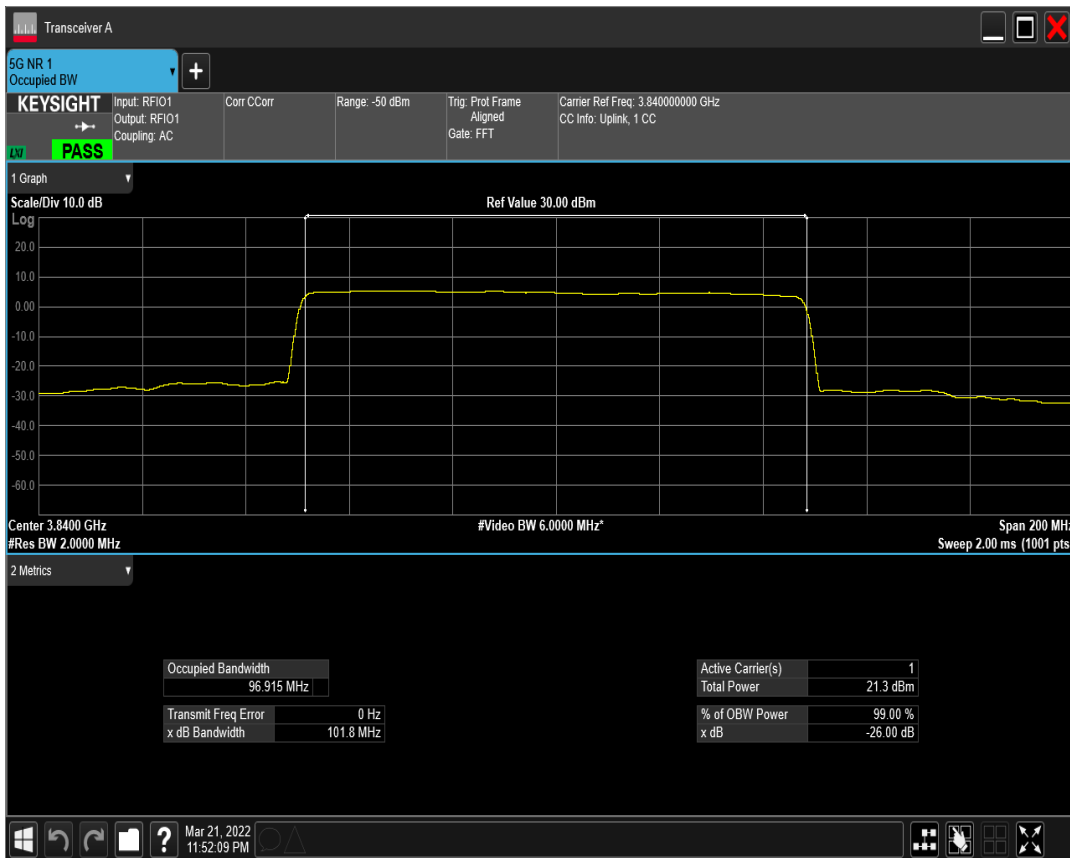 Transceiver A
5G NR 1
Occupied BW
KEYSIGHT
LXI
PASS
Input: RFIO1
Output: RFIO1
Coupling: AC
Corr CCorr
Range: -50 dBm
Trig: Prot Frame
Aligned
Gate: FFT
Carrier Ref Freq: 3.840000000 GHz
CC Info: Uplink, 1 CC
1 Graph
Scale/Div 10.0 dB
Ref Value 30.00 dBm
Log
20.0
10.0
0.00
-10.0
-20.0
-30.0
-40.0
-50.0
-60.0
Center 3.8400 GHz
#Video BW 6.0000 MHz*
Span 200 MHz
#Res BW 2.0000 MHz
Sweep 2.00 ms (1001 pts
2 Metrics
Occupied Bandwidth
96.915 MHz
Transmit Freq Error 0 Hz
x dB Bandwidth 101.8 MHz
Active Carrier(s) 1
Total Power 21.3 dBm
% of OBW Power 99.00 %
x dB -26.00 dB
?
Mar 21, 2022
11:52:09 PM